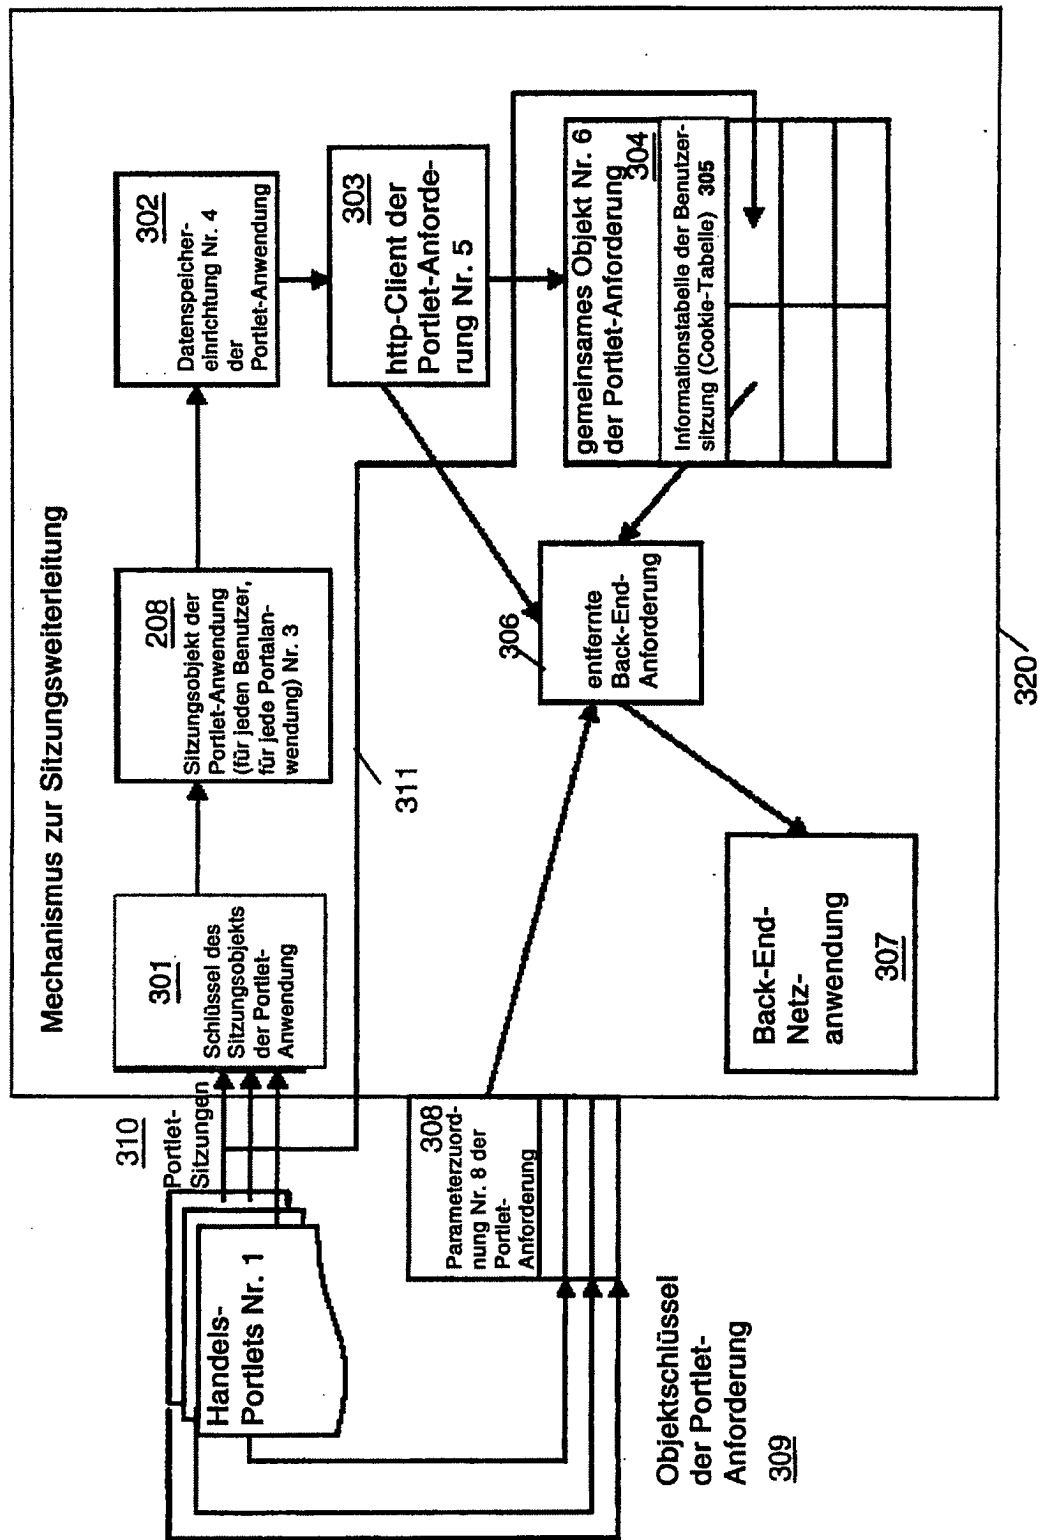 Mechanismus zur Sitzungsweiterleitung
Handels-
Portlets Nr. 1
310
Portlet-
Sitzungen
301
Schlüssel des
Sitzungsobjekts
der Portlet-
Anwendung
208
Sitzungsobjekt der
Portlet-Anwendung
(für jeden Benutzer,
für jede Portalan-
wendung) Nr. 3
302
Datenspeicher-
einrichtung Nr. 4
der
Portlet-Anwendung
303
http-Client der
Portlet-Anforde-
rung Nr. 5
311
308
Parameterzuord-
nung Nr. 8 der
Portlet-
Anforderung
306
entfernte
Back-End-
Anforderung
gemeinsames Objekt Nr. 6
der Portlet-Anforderung
304
Informationstabelle der Benutzer-
sitzung (Cookie-Tabelle) 305
Back-End-
Netz-
anwendung
307
Objektschlüssel
der Portlet-
Anforderung
309
320